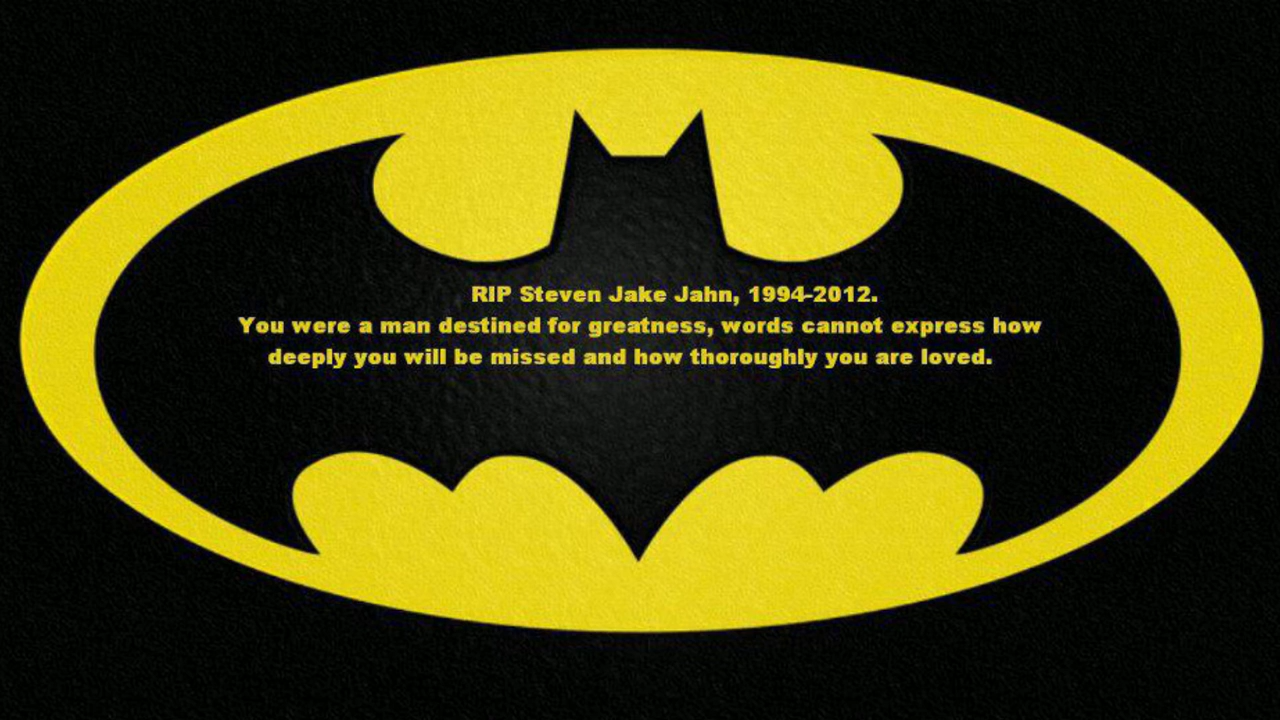 RIP Steven Jake Jahn, 1994-2012.
You were a man destined for greatness, words cannot express how
deeply you will be missed and how thoroughly you are loved.